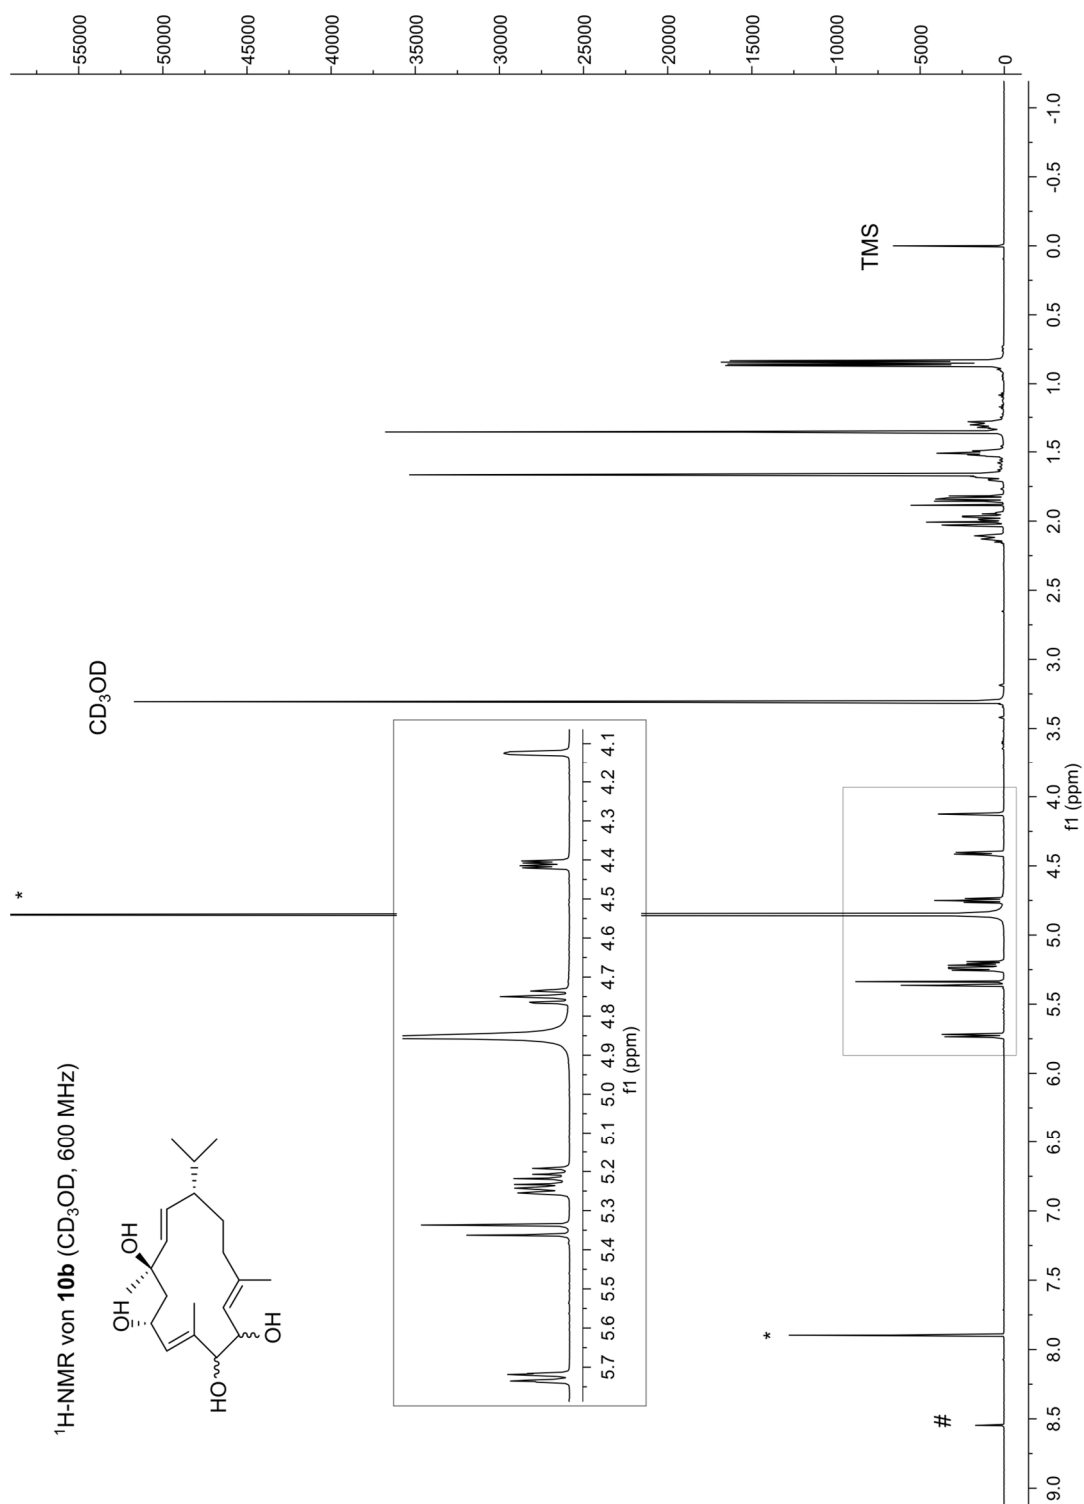 ¹H-NMR von 10b (CD₃OD, 600 MHz)
OH
OH
HO
OH
*
CD₃OD
TMS
5.7 5.6 5.5 5.4 5.3 5.2 5.1 5.0 4.9 4.8 4.7 4.6 4.5 4.4 4.3 4.2 4.1
f1 (ppm)
#
*
55000
50000
45000
40000
35000
30000
25000
20000
15000
10000
5000
0
9.0 8.5 8.0 7.5 7.0 6.5 6.0 5.5 5.0 4.5 4.0 3.5 3.0 2.5 2.0 1.5 1.0 0.5 0.0 -0.5 -1.0
f1 (ppm)